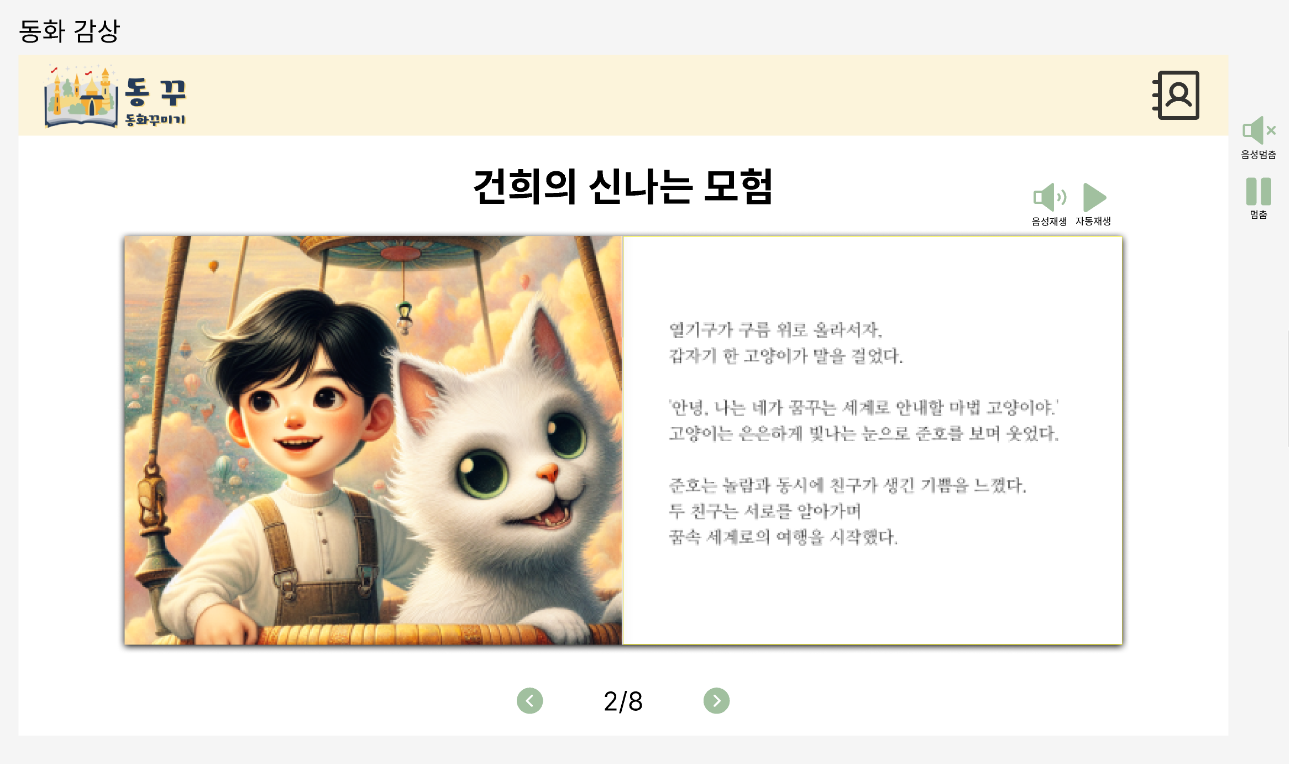 동화 감상
동 꾸
동화꾸미기
음성멈춤
멈춤
건희의 신나는 모험
음성재생 자동재생
열기구가 구름 위로 올라서자,
갑자기 한 고양이가 말을 걸었다.
'안녕, 나는 네가 꿈꾸는 세계로 안내할 마법 고양이야.'
고양이는 은은하게 빛나는 눈으로 준호를 보며 웃었다.
준호는 놀람과 동시에 친구가 생긴 기쁨을 느꼈다.
두 친구는 서로를 알아가며
꿈속 세계로의 여행을 시작했다.
2/8